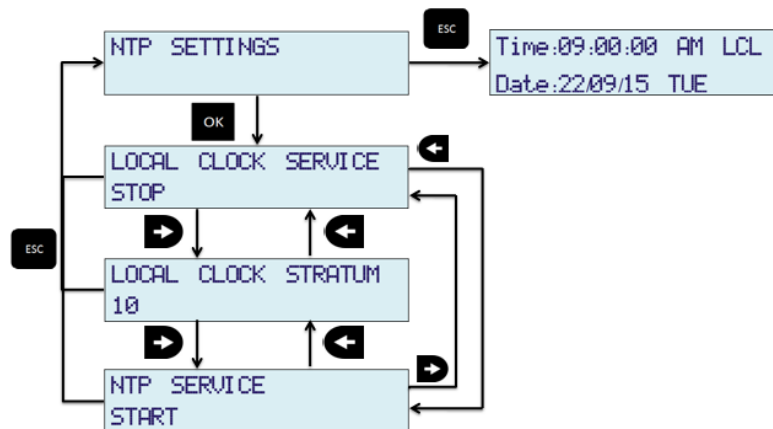 ESC
NTP SETTINGS
Time:09:00:00 AM LCL
Date:22/09/15 TUE
OK
LOCAL CLOCK SERVICE
STOP
ESC
LOCAL CLOCK STRATUM
10
NTP SERVICE
START